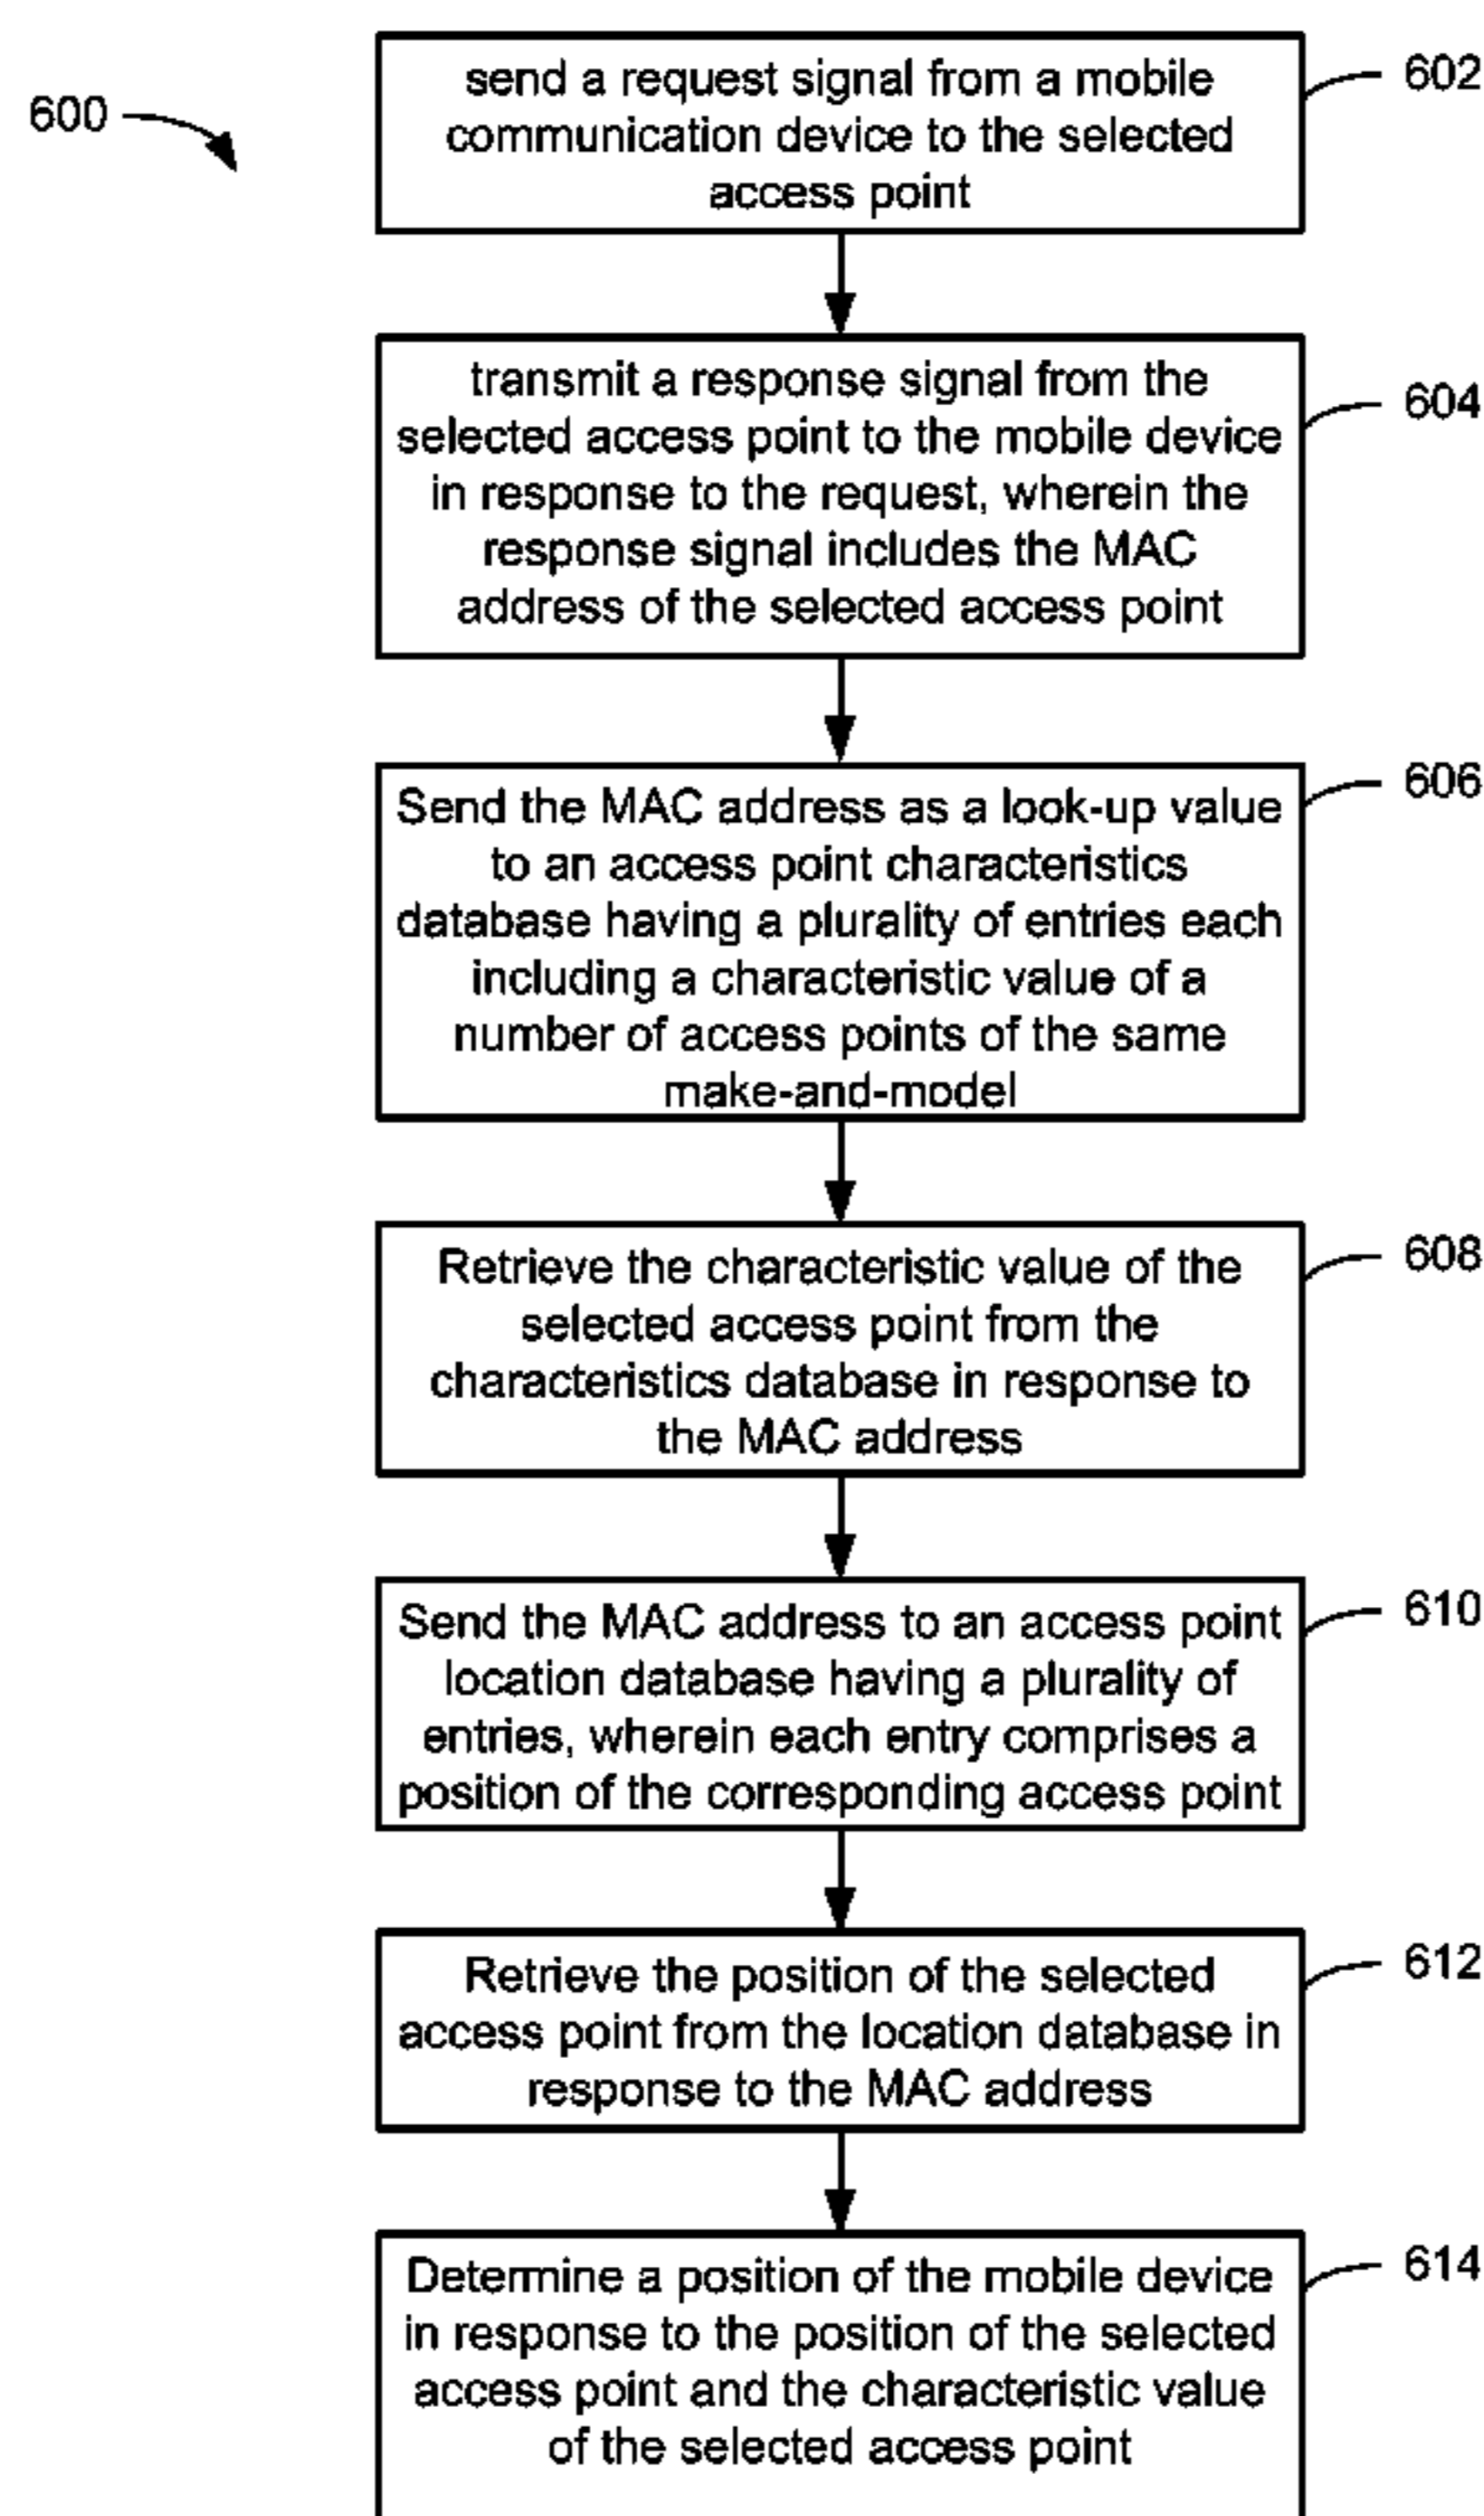 600
send a request signal from a mobile
communication device to the selected
access point
602
transmit a response signal from the
selected access point to the mobile device
in response to the request, wherein the
response signal includes the MAC
address of the selected access point
604
Send the MAC address as a look-up value
to an access point characteristics
database having a plurality of entries each
including a characteristic value of a
number of access points of the same
make-and-model
606
Retrieve the characteristic value of the
selected access point from the
characteristics database in response to
the MAC address
608
Send the MAC address to an access point
location database having a plurality of
entries, wherein each entry comprises a
position of the corresponding access point
610
Retrieve the position of the selected
access point from the location database in
response to the MAC address
612
Determine a position of the mobile device
in response to the position of the selected
access point and the characteristic value
of the selected access point
614